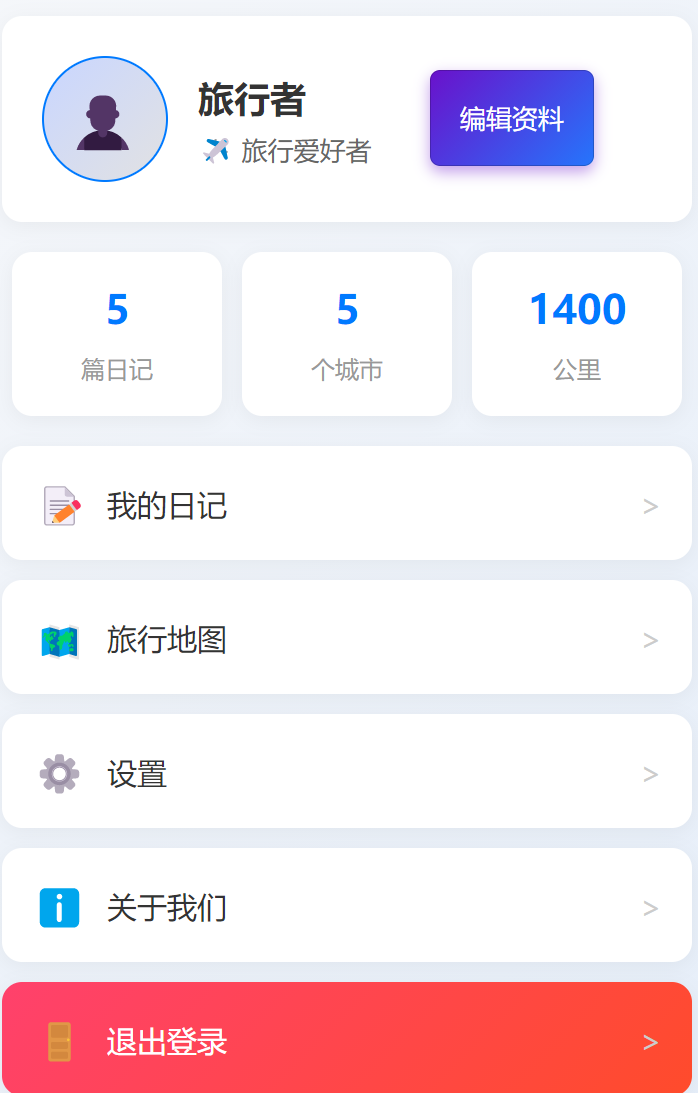 旅行者
✈️ 旅行爱好者
编辑资料
5
篇日记
5
个城市
1400
公里
我的日记 >
旅行地图 >
设置 >
关于我们 >
退出登录 >